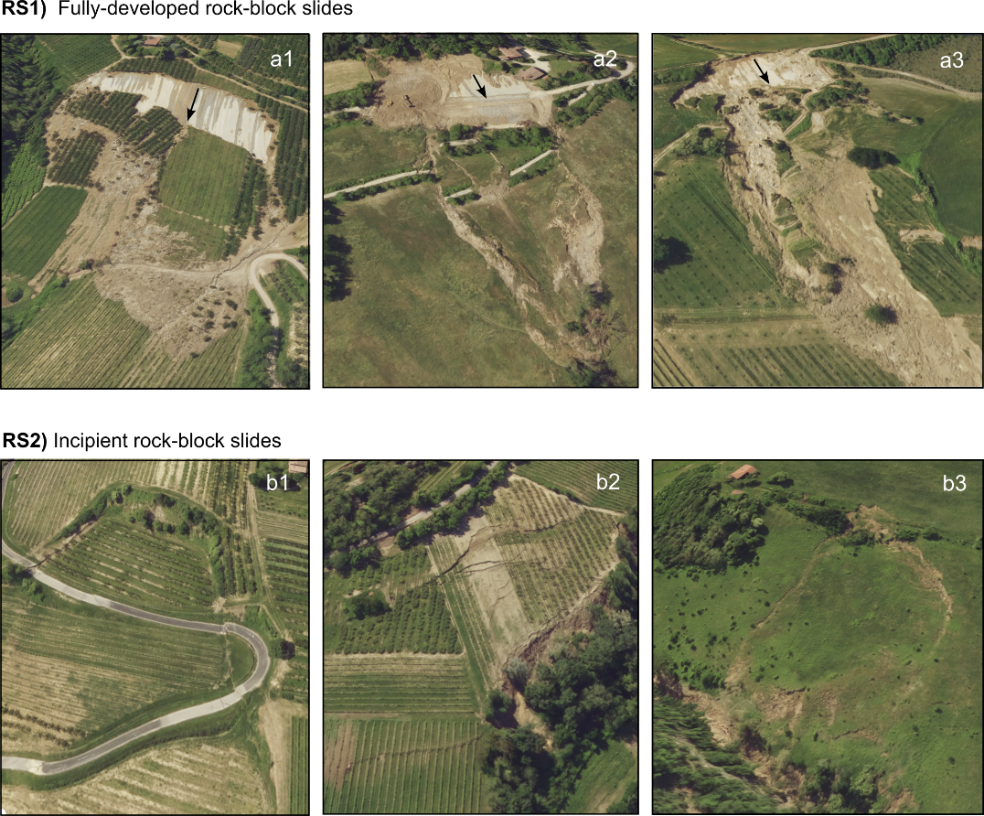 RS1) Fully-developed rock-block slides
a1
a2
a3
RS2) Incipient rock-block slides
b1
b2
b3